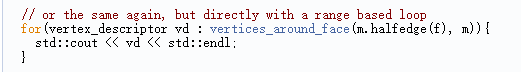 // or the same again, but directly with a range based loop
for(vertex_descriptor vd : vertices_around_face(m.halfedge(f), m)){
  std::cout << vd << std::endl;
}